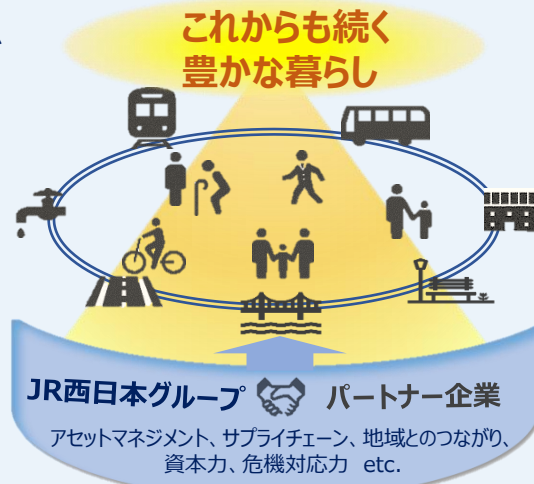 これからも続く
豊かな暮らし
JR西日本グループ パートナー企業
アセットマネジメント、サプライチェーン、地域とのつながり、
資本力、危機対応力 etc.